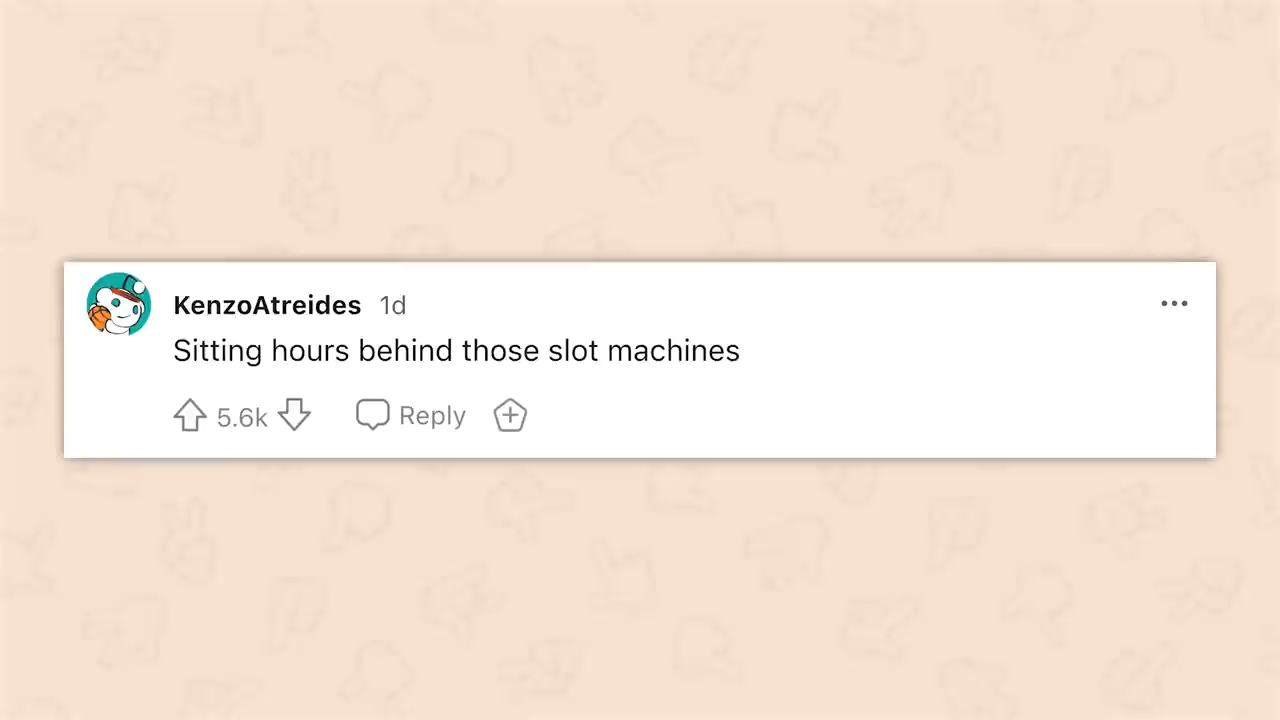 KenzoAtreides 1d
Sitting hours behind those slot machines
5.6k Reply